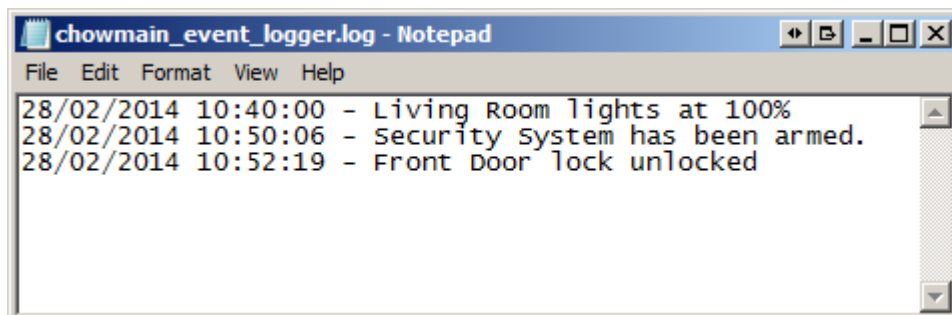 chowmain_event_logger.log - Notepad
File Edit Format View Help
28/02/2014 10:40:00 - Living Room lights at 100%
28/02/2014 10:50:06 - Security System has been armed.
28/02/2014 10:52:19 - Front Door lock unlocked